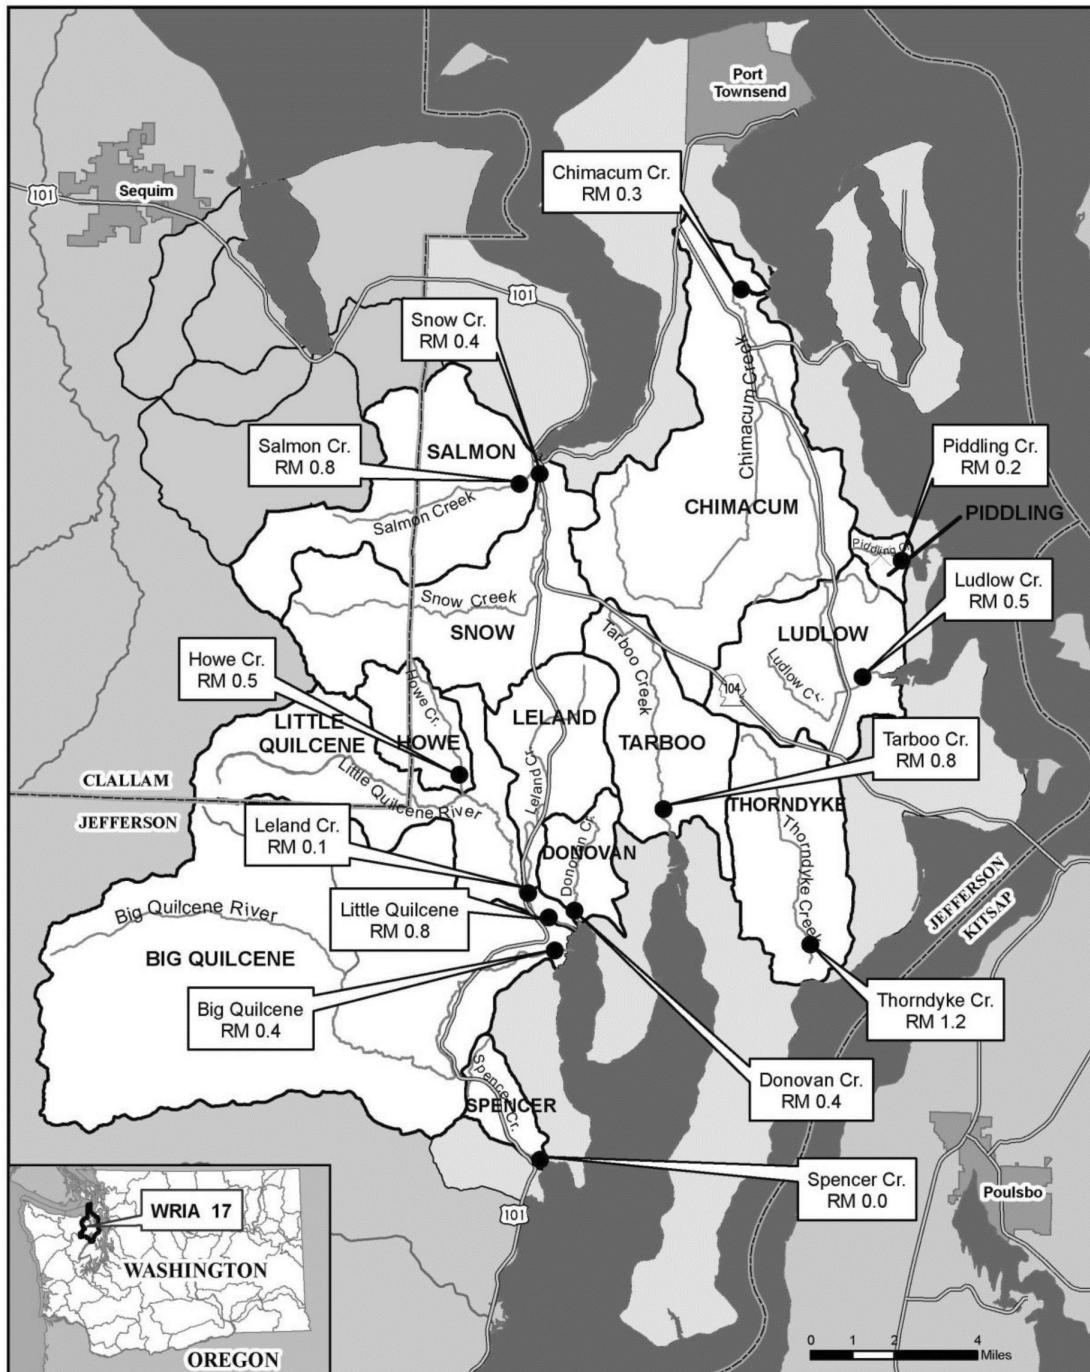 Port
Townsend
Chimacum Cr.
RM 0.3
101
Sequim
101
Snow Cr.
RM 0.4
Chimacum Creek
Salmon Cr.
RM 0.8
SALMON
Piddling Cr.
RM 0.2
Salmon Creek
CHIMACUM
PIDDLING
Piddling Cr.
Ludlow Cr.
RM 0.5
Snow Creek
SNOW
Tarboo Creek
LUDLOW
Howe Cr.
RM 0.5
Howe Cr.
Ludlow Cr.
104
LITTLE
QUILCENE
HOWE
LELAND
TARBOO
Tarboo Cr.
RM 0.8
Little Quilcene River
Leland Cr.
CLALLAM
JEFFERSON
THORNDYKE
Leland Cr.
RM 0.1
DONOVAN
Donovan Cr.
Thorndyke Creek
JEFFERSON
KITSAP
Little Quilcene
RM 0.8
Big Quilcene River
BIG QUILCENE
Big Quilcene
RM 0.4
Thorndyke Cr.
RM 1.2
Donovan Cr.
RM 0.4
Spencer Cr.
SPENCER
Spencer Cr.
RM 0.0
Poulsbo
101
WRIA 17
WASHINGTON
OREGON
0 1 2 4
Miles